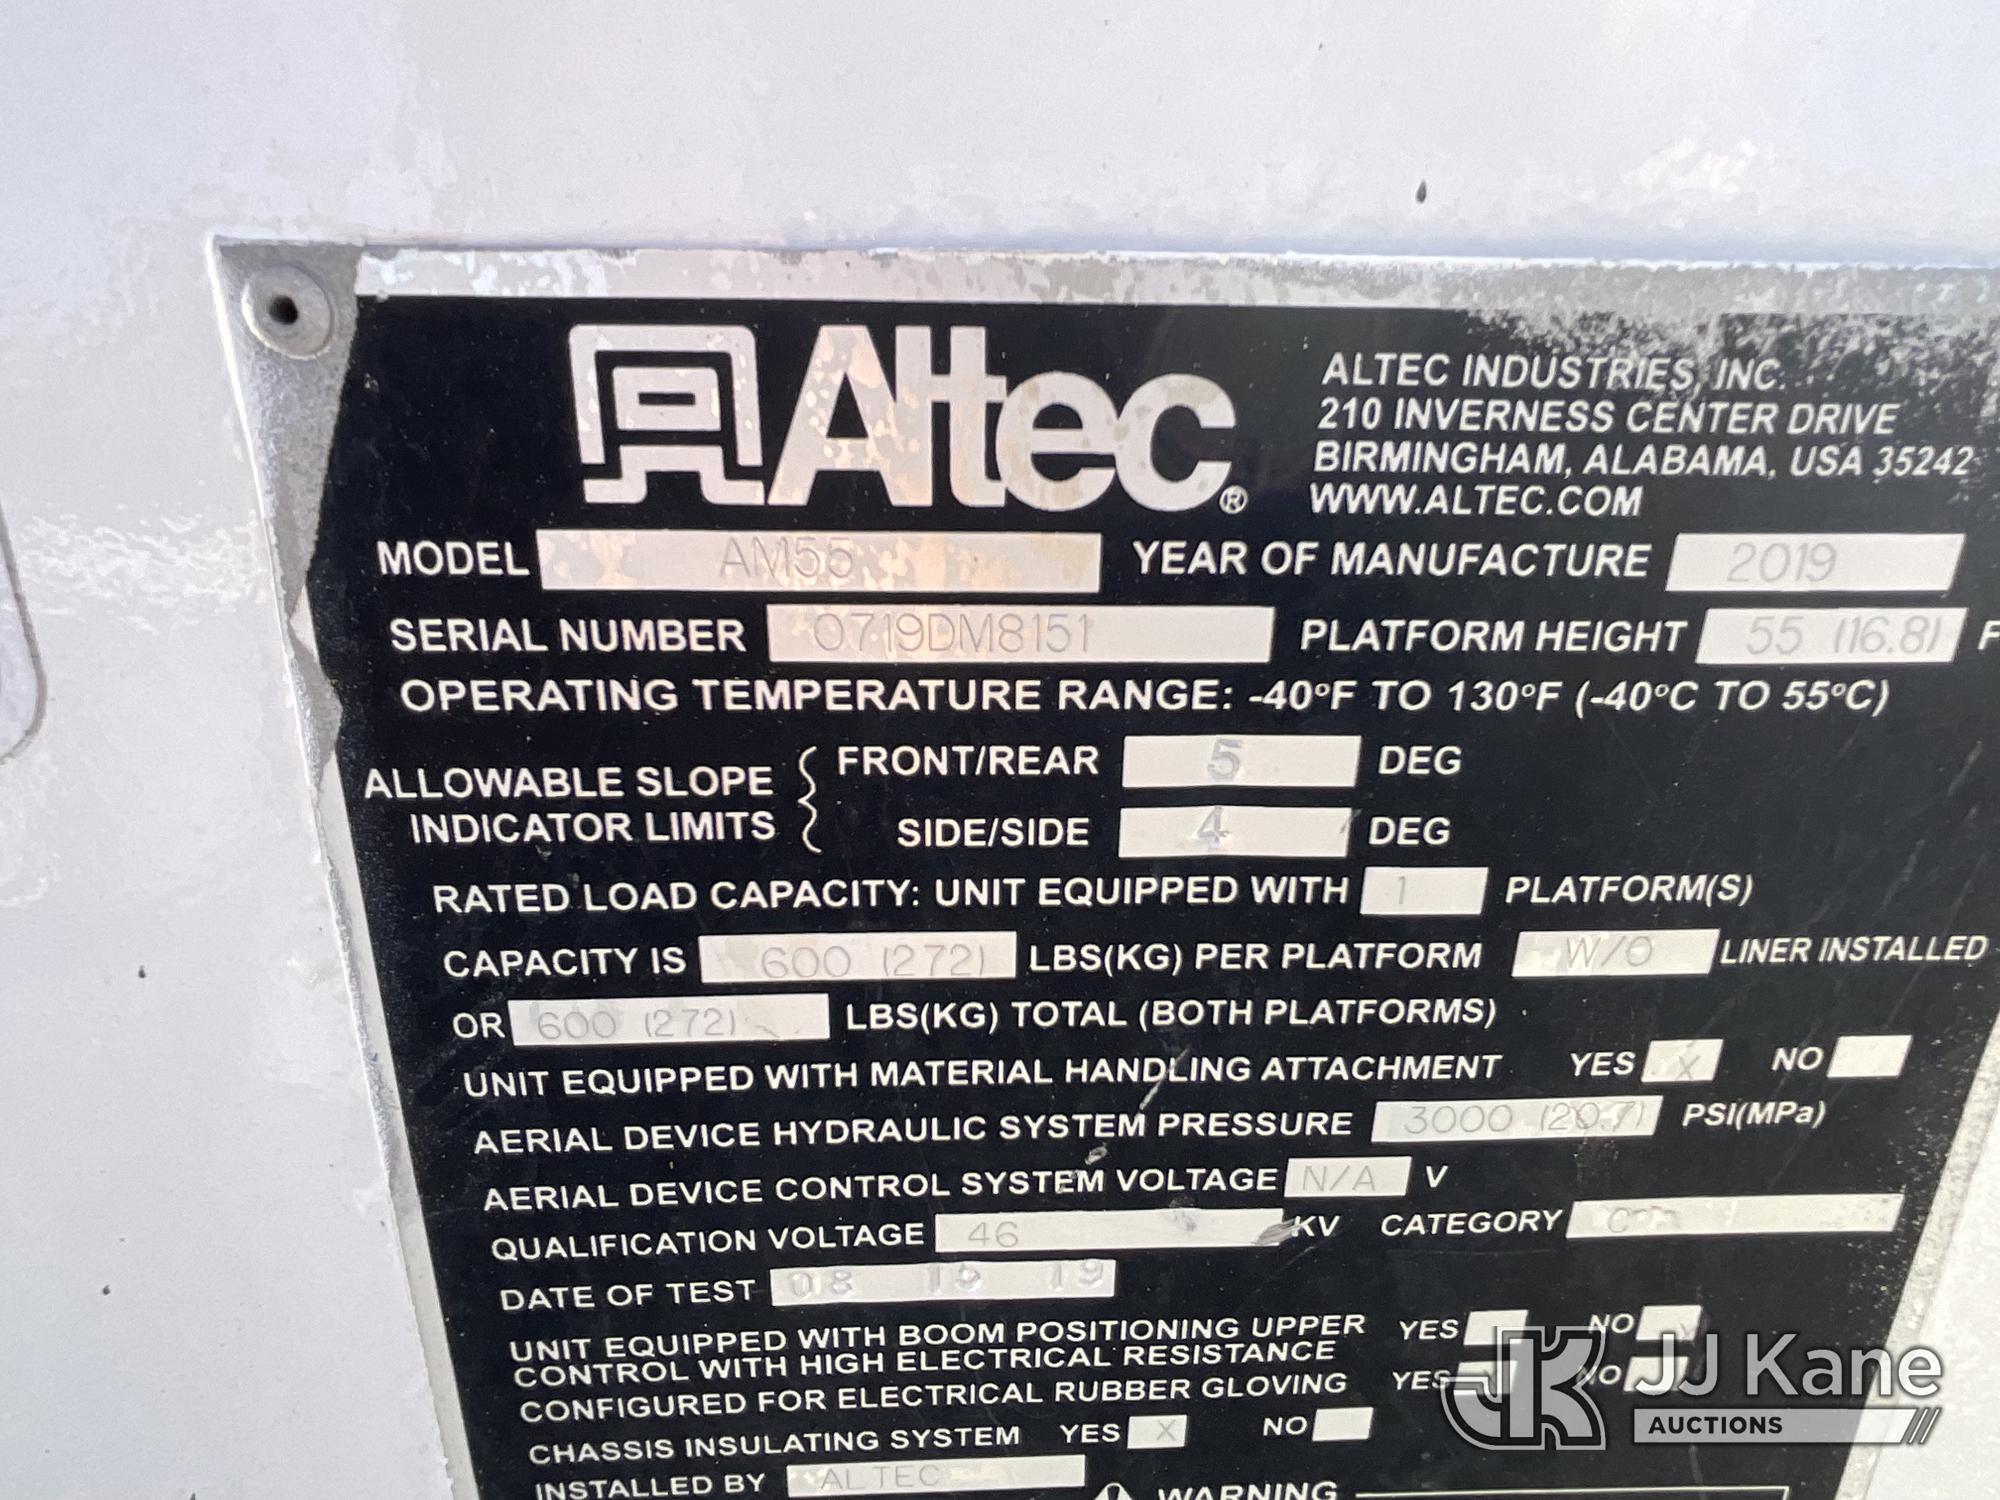 Altec®
ALTEC INDUSTRIES, INC.
210 INVERNESS CENTER DRIVE
BIRMINGHAM, ALABAMA, USA 35242
WWW.ALTEC.COM
MODEL AM55 YEAR OF MANUFACTURE 2019
SERIAL NUMBER 0719DM8151 PLATFORM HEIGHT 55 (16.8) F
OPERATING TEMPERATURE RANGE: -40°F TO 130°F (-40°C TO 55°C)
ALLOWABLE SLOPE INDICATOR LIMITS { FRONT/REAR 5 DEG
SIDE/SIDE 4 DEG
RATED LOAD CAPACITY: UNIT EQUIPPED WITH 1 PLATFORM(S)
CAPACITY IS 600 (272) LBS(KG) PER PLATFORM W/O LINER INSTALLED
OR 600 (272) LBS(KG) TOTAL (BOTH PLATFORMS)
UNIT EQUIPPED WITH MATERIAL HANDLING ATTACHMENT YES X NO
AERIAL DEVICE HYDRAULIC SYSTEM PRESSURE 3000 (20.7) PSI(MPa)
AERIAL DEVICE CONTROL SYSTEM VOLTAGE N/A V
QUALIFICATION VOLTAGE 46 KV CATEGORY C
DATE OF TEST 08 19
UNIT EQUIPPED WITH BOOM POSITIONING UPPER YES NO
CONTROL WITH HIGH ELECTRICAL RESISTANCE
CONFIGURED FOR ELECTRICAL RUBBER GLOVING YES NO
CHASSIS INSULATING SYSTEM YES X NO
INSTALLED BY ALTEC
WARNING
JJ Kane
AUCTIONS